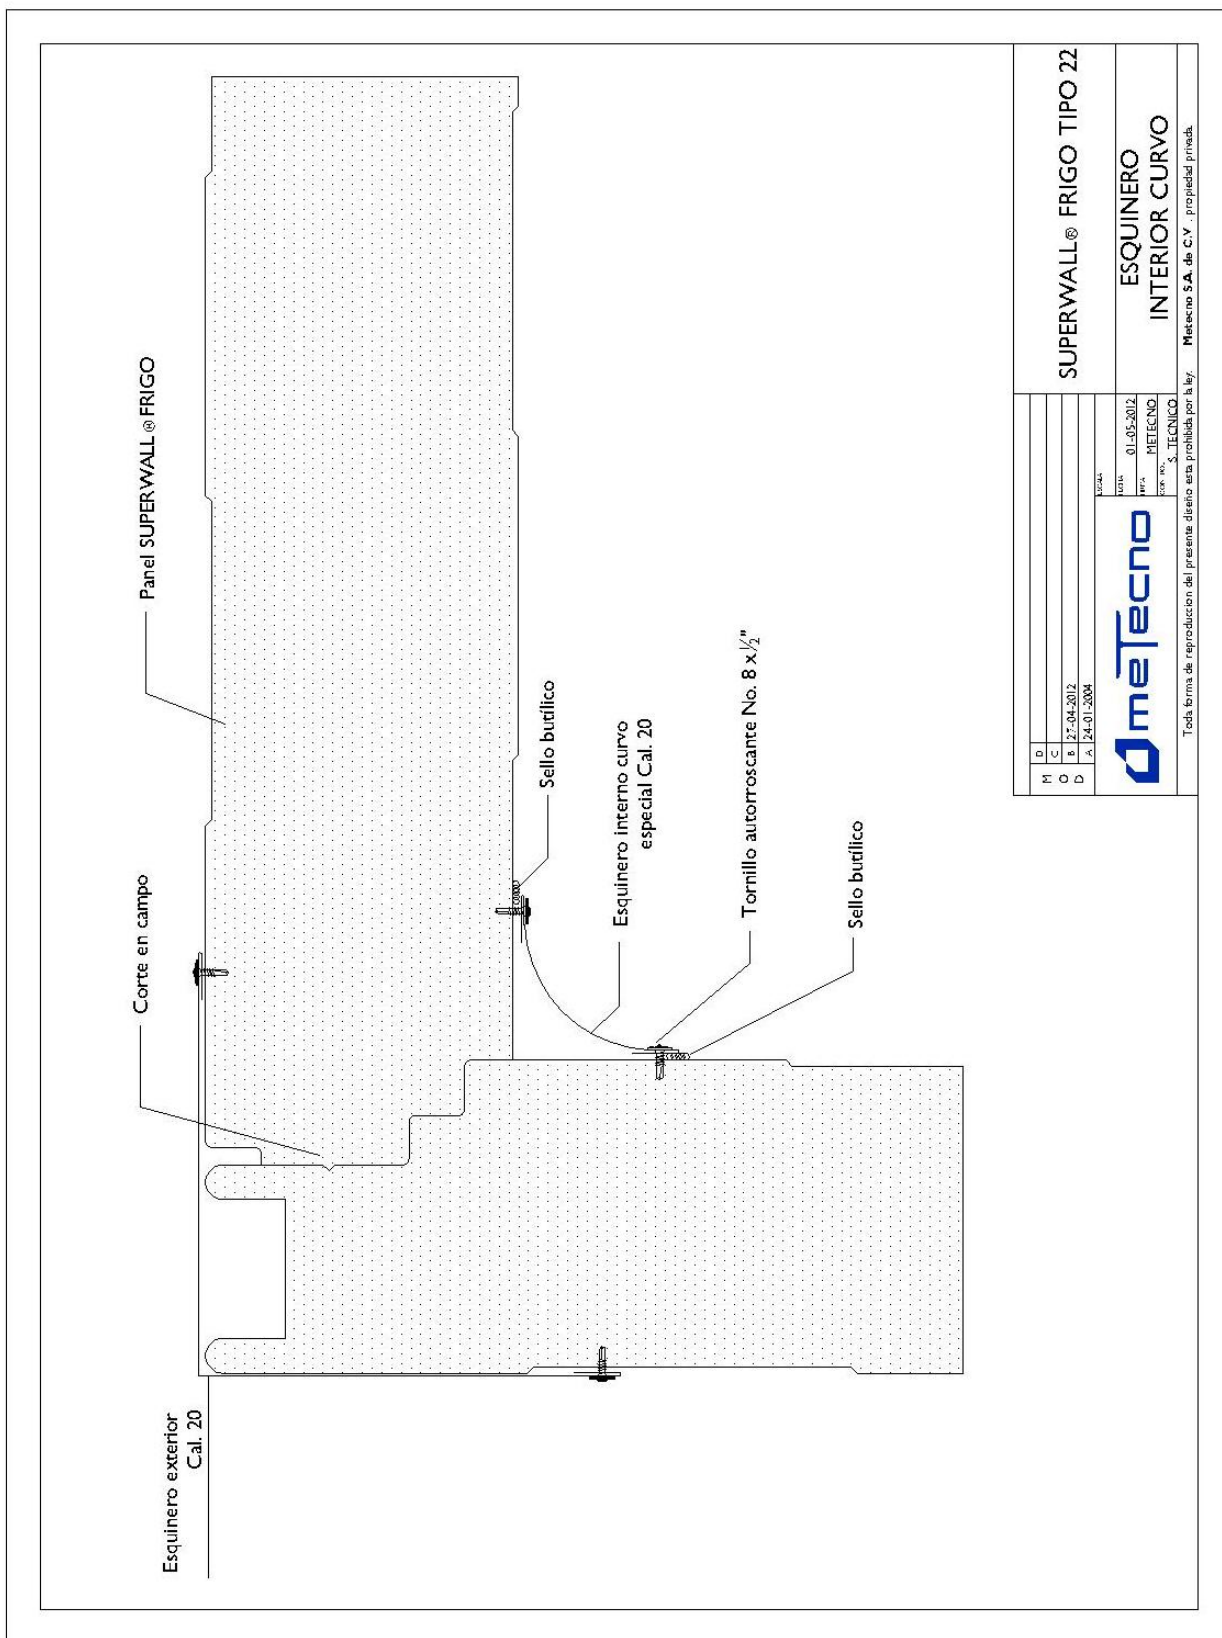 Esquinero exterior
Cal. 20
Corte en campo
Panel SUPERWALL® FRIGO
Sello butílico
Esquinero interno curvo
especial Cal. 20
Tornillo autorroscante No. 8 x ½"
Sello butílico
M
O
D
D
C
B 27-04-2012
A 24-01-2004
SUPERWALL® FRIGO TIPO 22
meTecno
ESCALA
FECHA 01-05-2012
METECNO
S. TECNICO
ESQUINERO
INTERIOR CURVO
Toda forma de reproduccion del presente diseño esta prohibida por la ley. Metecno S.A. de C.V. propiedad privada.